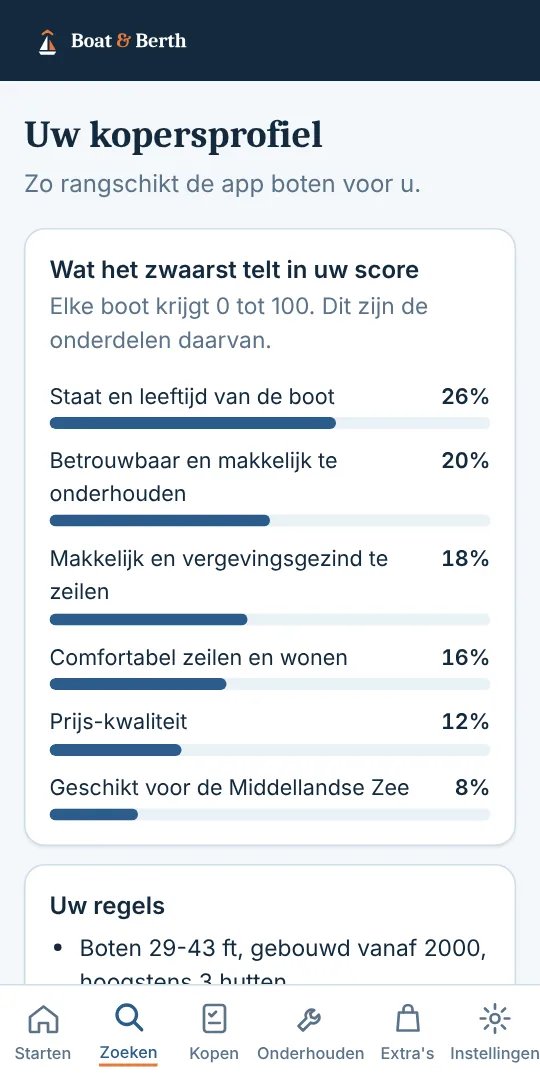 Boat & Berth
Uw kopersprofiel
Zo rangschikt de app boten voor u.
Wat het zwaarst telt in uw score
Elke boot krijgt 0 tot 100. Dit zijn de
onderdelen daarvan.
Staat en leeftijd van de boot 26%
Betrouwbaar en makkelijk te 20%
onderhouden
Makkelijk en vergevingsgezind te 18%
zeilen
Comfortabel zeilen en wonen 16%
Prijs-kwaliteit 12%
Geschikt voor de Middellandse Zee 8%
Uw regels
• Boten 29-43 ft, gebouwd vanaf 2000,
hoogstens 3 hutten
Starten Zoeken Kopen Onderhouden Extra's Instellingen